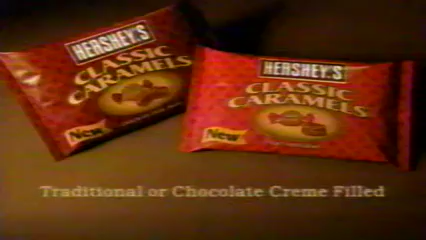 HERSHEY'S
CLASSIC
CARAMELS
New
HERSHEY'S
CLASSIC
CARAMELS
New
Traditional or Chocolate Creme Filled